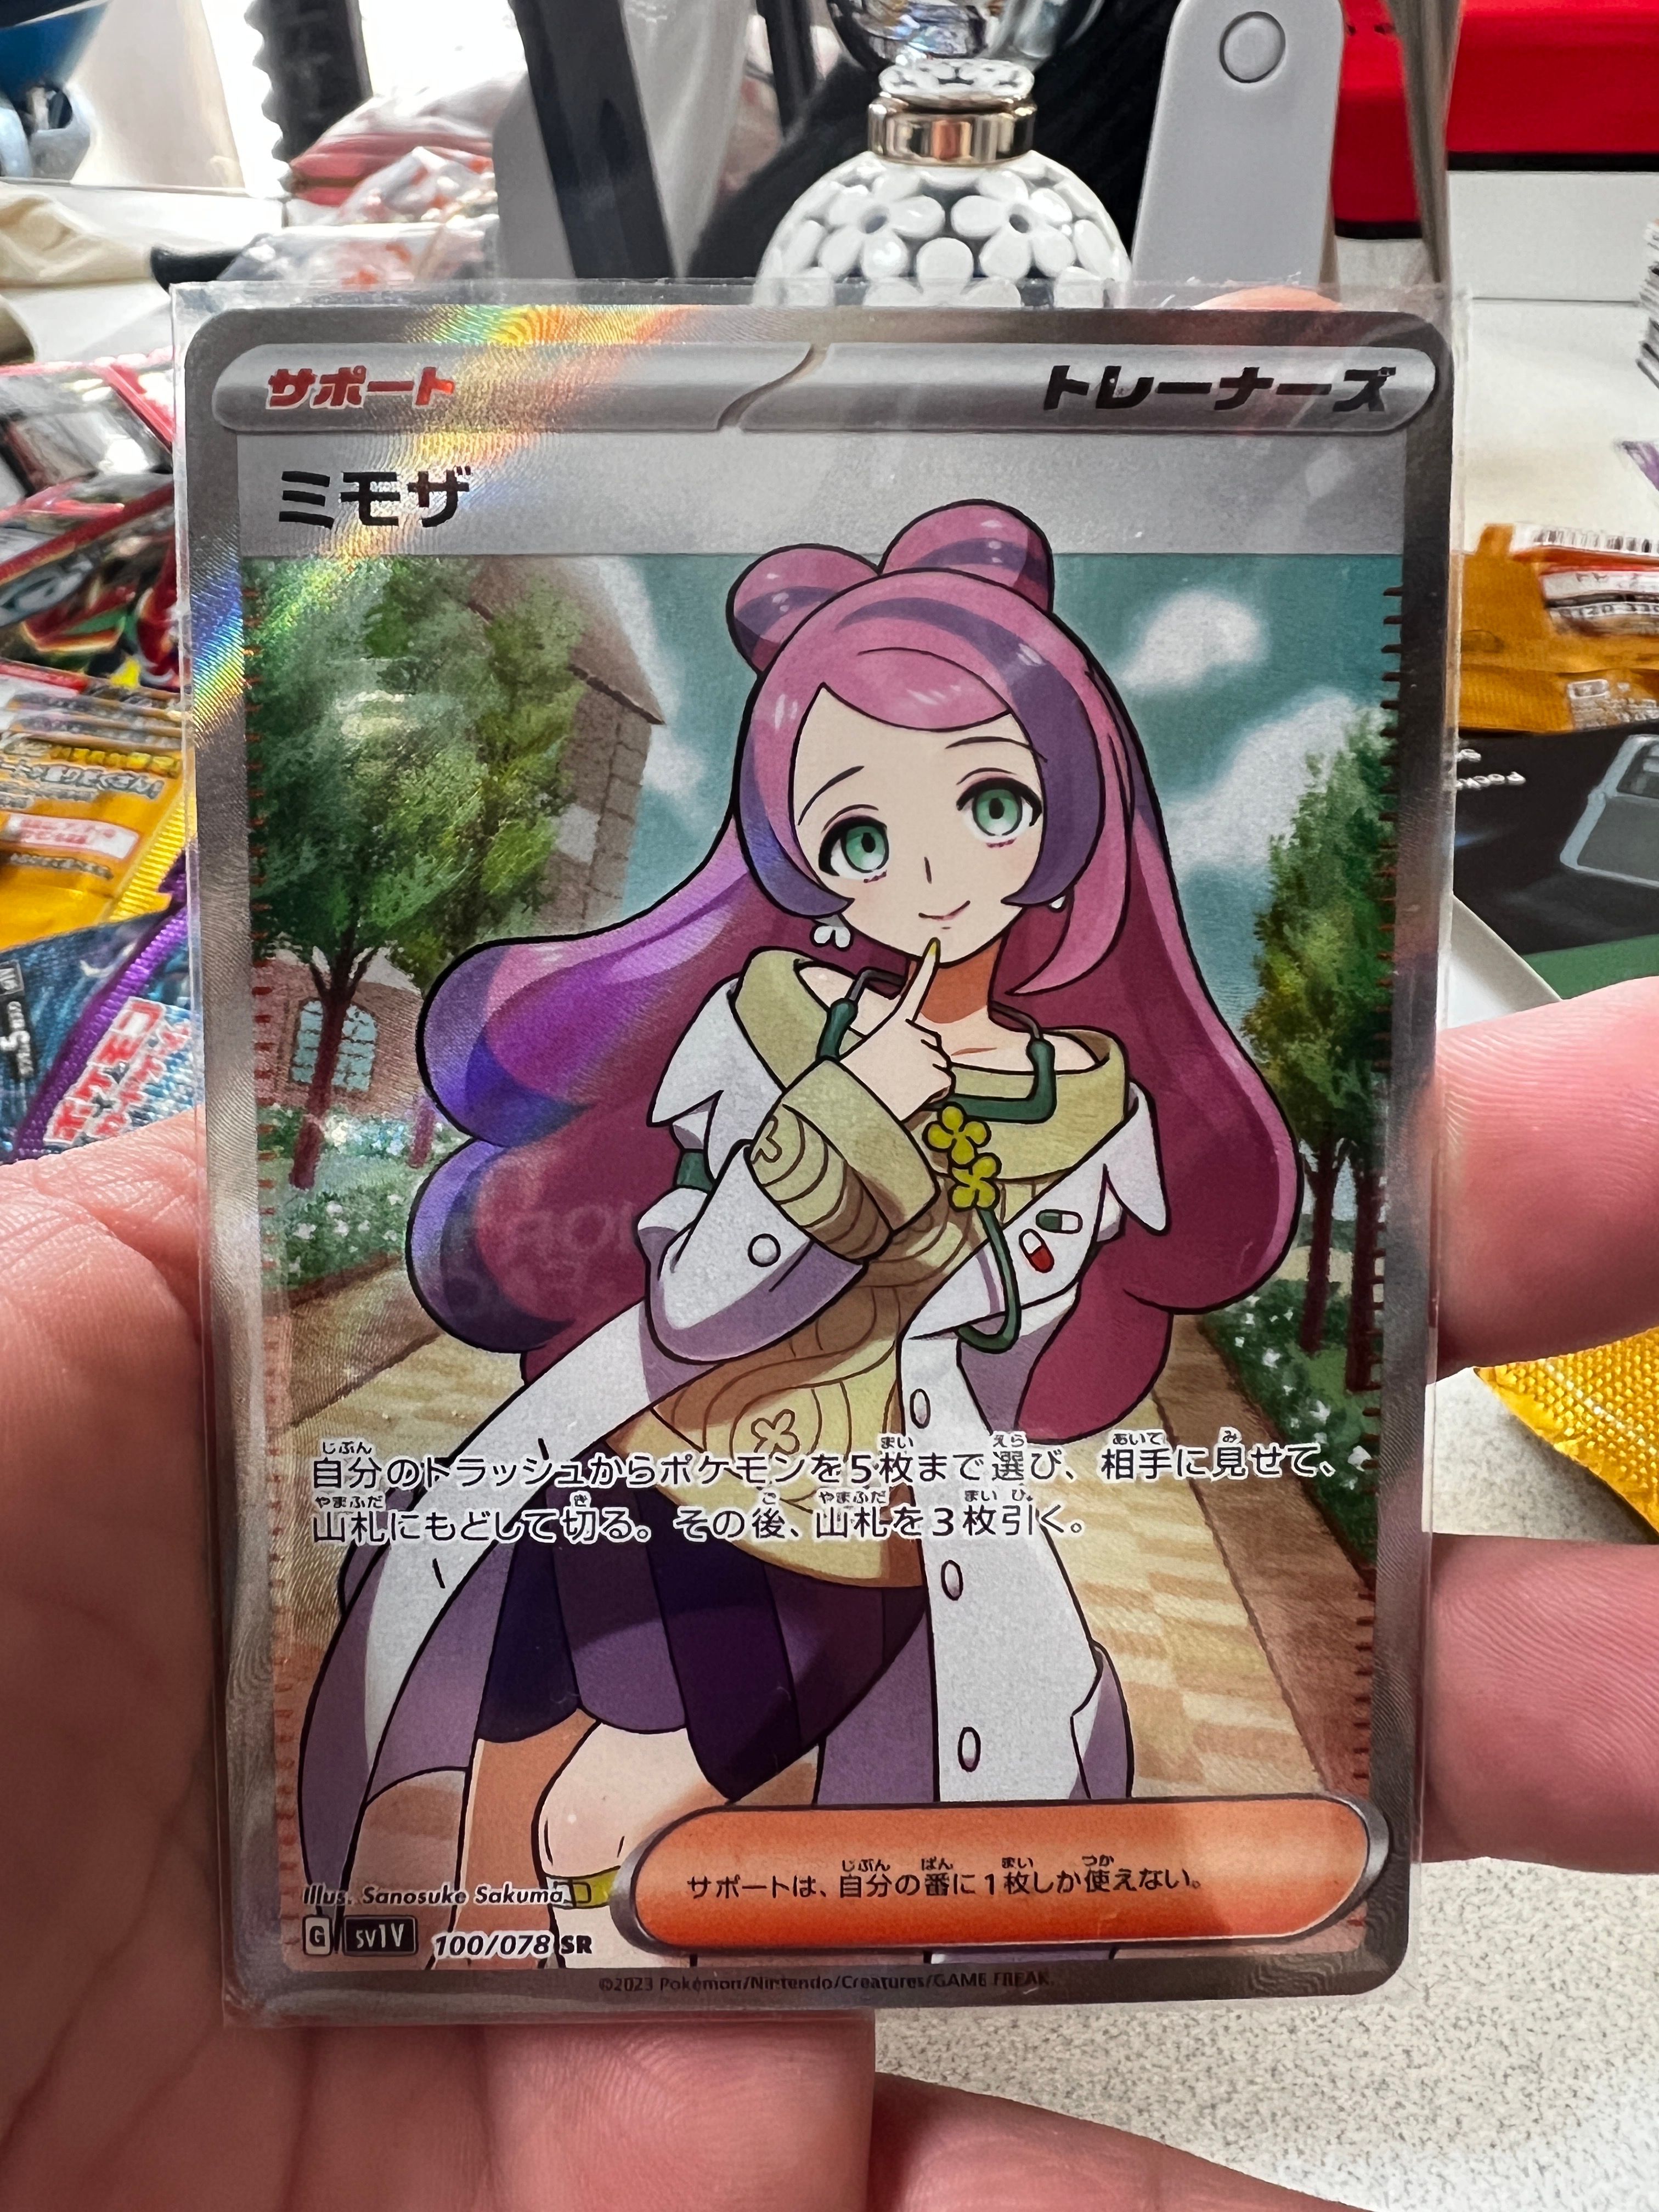 サポート
トレーナーズ
ミモザ
自分のトラッシュからポケモンを5枚まで選び、相手に見せて、
山札にもどして切る。その後、山札を3枚引く。
サポートは、自分の番に1枚しか使えない。
Illus. Sanosuke Sakuma
G SV1V 100/078 SR
©2023 Pokémon/Nintendo/Creatures/GAME FREAK.